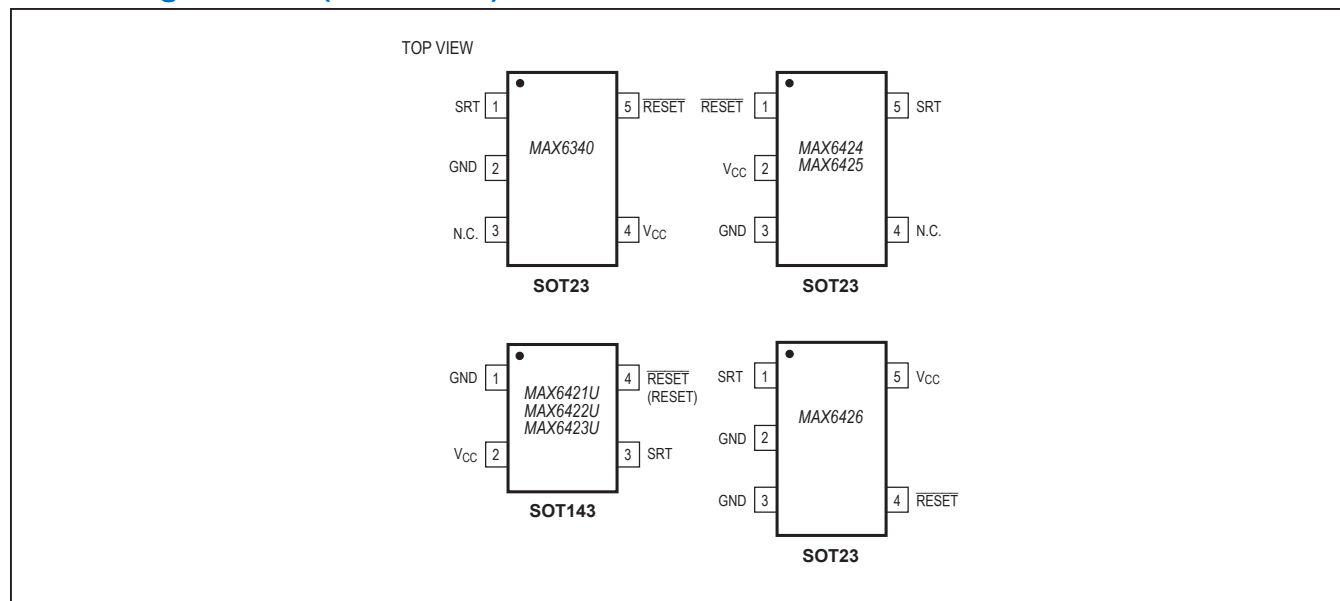 TOP VIEW
SRT 1
5 RESET
GND 2
MAX6340
N.C. 3
4 VCC
SOT23
RESET 1
5 SRT
VCC 2
MAX6424
MAX6425
GND 3
4 N.C.
SOT23
GND 1
4 RESET
(RESET)
MAX6421U
MAX6422U
MAX6423U
VCC 2
3 SRT
SOT143
SRT 1
5 VCC
GND 2
MAX6426
GND 3
4 RESET
SOT23